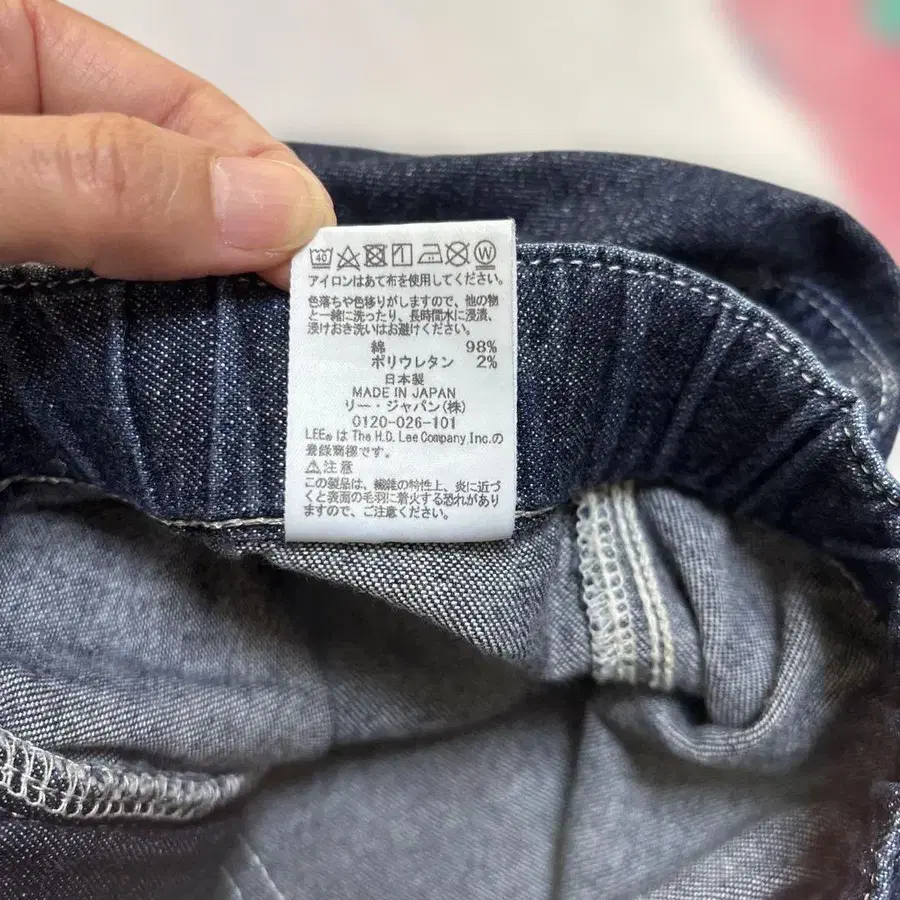 40
アイロンはあて布を使用してください。
色落ちや色移りがしますので、他の物
と一緒に洗ったり、長時間水に浸漬、
浸けおき洗いはお避けください。
綿 98%
ポリウレタン 2%
日本製
MADE IN JAPAN
リー・ジャパン(株)
0120-026-101
LEE® は The H.D. Lee Company Inc.の
登録商標です。
⚠注意
この製品は、繊維の特性上、炎に近づ
くと表面の毛羽に着火する恐れがあり
ますので、ご注意ください。